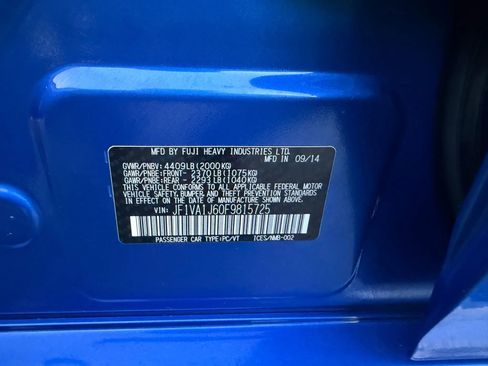 MFD BY FUJI HEAVY INDUSTRIES LTD.
MFD IN 09/14
GVWR/PNBV: 4409LB(2000KG)
GAWR/PNBE:FRONT- 2370LB(1075KG)
GAWR/PNBE:REAR - 2293LB(1040KG)
THIS VEHICLE CONFORMS TO ALL APPLICABLE FEDERAL MOTOR
VEHICLE SAFETY, BUMPER, AND THEFT PREVENTION STANDARDS
IN EFFECT ON THE DATE OF MANUFACTURE SHOWN ABOVE.
VIN: JF1VA1J60F9815725
PASSENGER CAR TYPE:PC/VT ICES/NMB-002